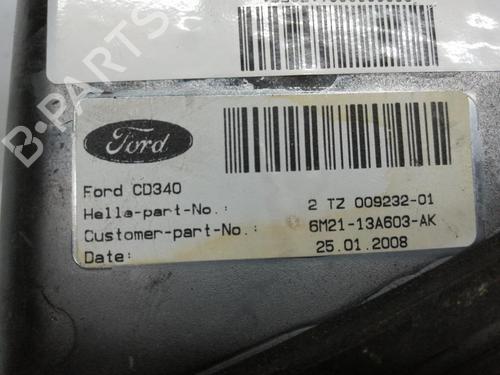 B-PARTS
Ford
Ford CD340
Hella-part-No.: 2 TZ 009232-01
Customer-part-No.: 6M21-13A603-AK
Date: 25.01.2008